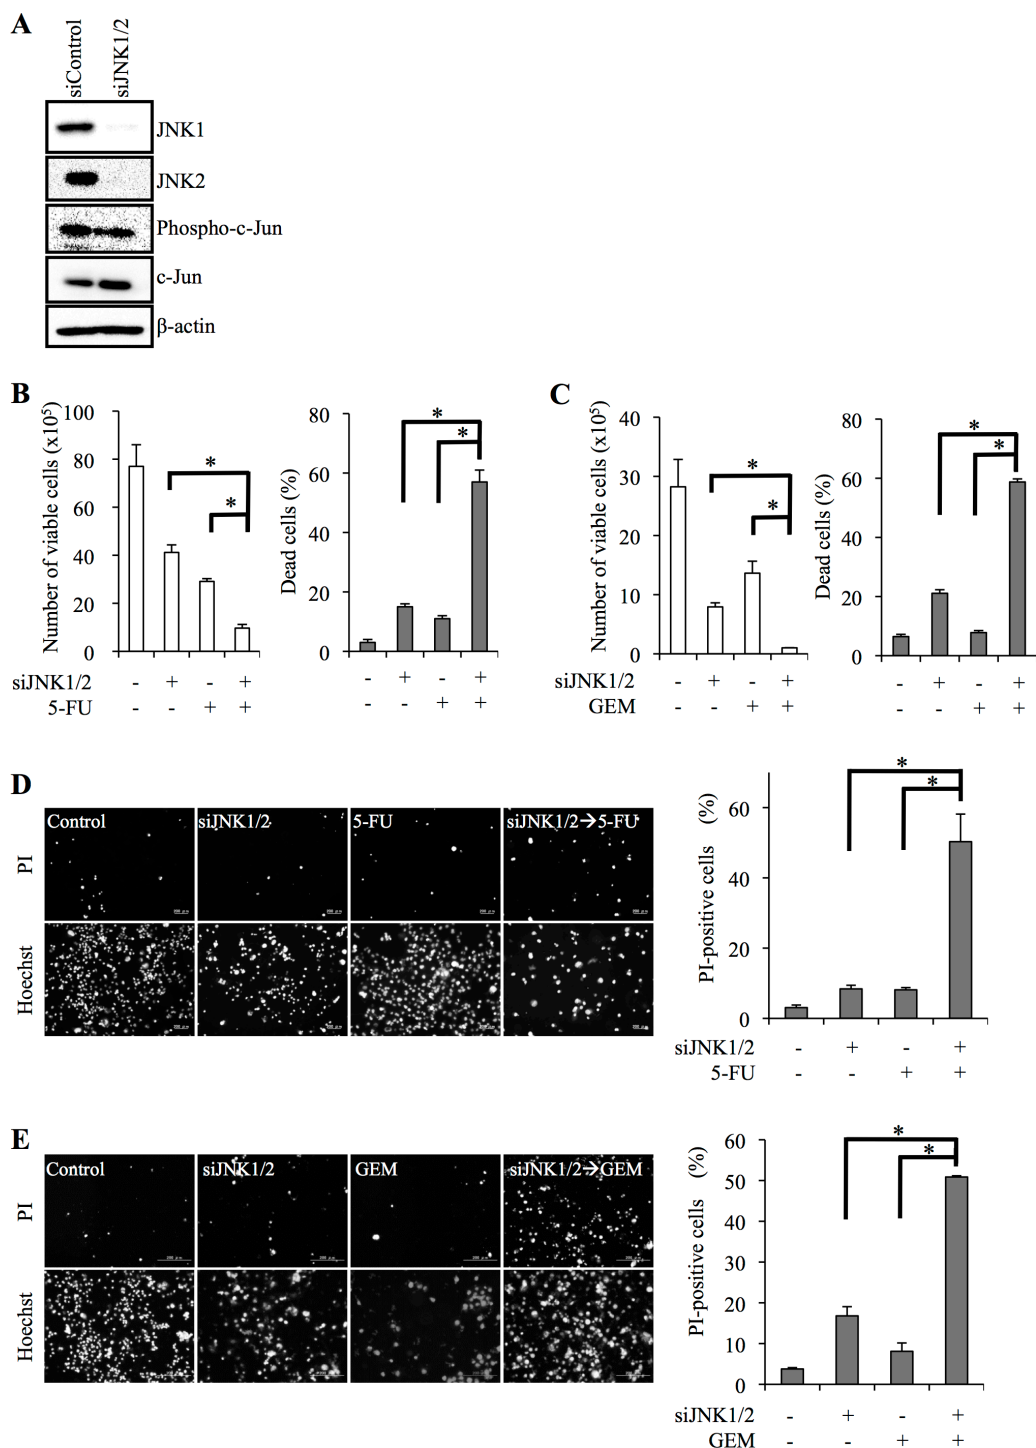 A
siControl
siJNK1/2
JNK1
JNK2
Phospho-c-Jun
c-Jun
β-actin
B
Number of viable cells (x10⁵)
100
80
60
40
20
0
*
*
Dead cells (%)
80
60
40
20
0
*
*
siJNK1/2 - + - + - + - +
5-FU - - + + - - + +
C
Number of viable cells (x10⁵)
40
30
20
10
0
*
*
Dead cells (%)
80
60
40
20
0
*
*
siJNK1/2 - + - + - + - +
GEM - - + + - - + +
D
PI
Hoechst
Control
siJNK1/2
5-FU
siJNK1/2→5-FU
PI-positive cells (%)
60
40
20
0
*
*
siJNK1/2 - + - +
5-FU - - + +
E
PI
Hoechst
Control
siJNK1/2
GEM
siJNK1/2→GEM
PI-positive cells (%)
60
50
40
30
20
10
0
*
*
siJNK1/2 - + - +
GEM - - + +